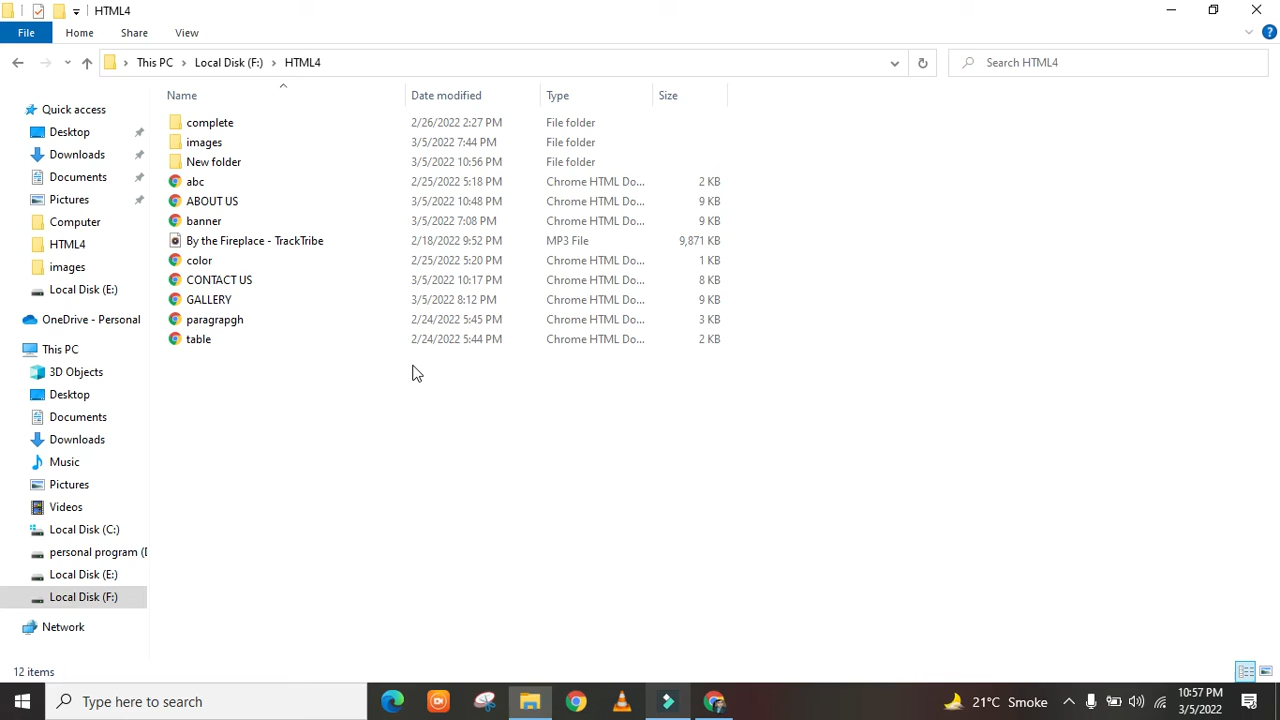 HTML4
File Home Share View
This PC Local Disk (F:) HTML4 Search HTML4
Name Date modified Type Size
Quick access
Desktop
Downloads
Documents
Pictures
Computer
HTML4
images
Local Disk (E:)
OneDrive - Personal
This PC
3D Objects
Desktop
Documents
Downloads
Music
Pictures
Videos
Local Disk (C:)
personal program (D
Local Disk (E:)
Local Disk (F:)
Network
complete 2/26/2022 2:27 PM File folder
images 3/5/2022 7:44 PM File folder
New folder 3/5/2022 10:56 PM File folder
abc 2/25/2022 5:18 PM Chrome HTML Do... 2 KB
ABOUT US 3/5/2022 10:48 PM Chrome HTML Do... 9 KB
banner 3/5/2022 7:08 PM Chrome HTML Do... 9 KB
By the Fireplace - TrackTribe 2/18/2022 9:52 PM MP3 File 9,871 KB
color 2/25/2022 5:20 PM Chrome HTML Do... 1 KB
CONTACT US 3/5/2022 10:17 PM Chrome HTML Do... 8 KB
GALLERY 3/5/2022 8:12 PM Chrome HTML Do... 9 KB
paragrapgh 2/24/2022 5:45 PM Chrome HTML Do... 3 KB
table 2/24/2022 5:44 PM Chrome HTML Do... 2 KB
12 items
Type here to search 21°C Smoke 10:57 PM
3/5/2022